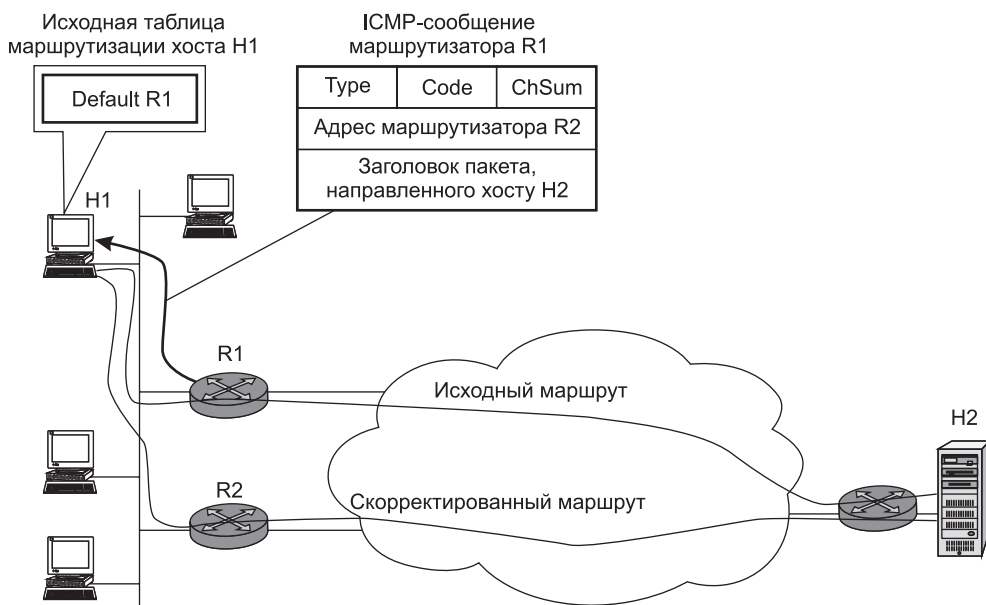 Исходная таблица
маршрутизации хоста H1
Default R1
ICMP-сообщение
маршрутизатора R1
Type Code ChSum
Адрес маршрутизатора R2
Заголовок пакета,
направленного хосту H2
H1
R1
Исходный маршрут
H2
R2
Скорректированный маршрут